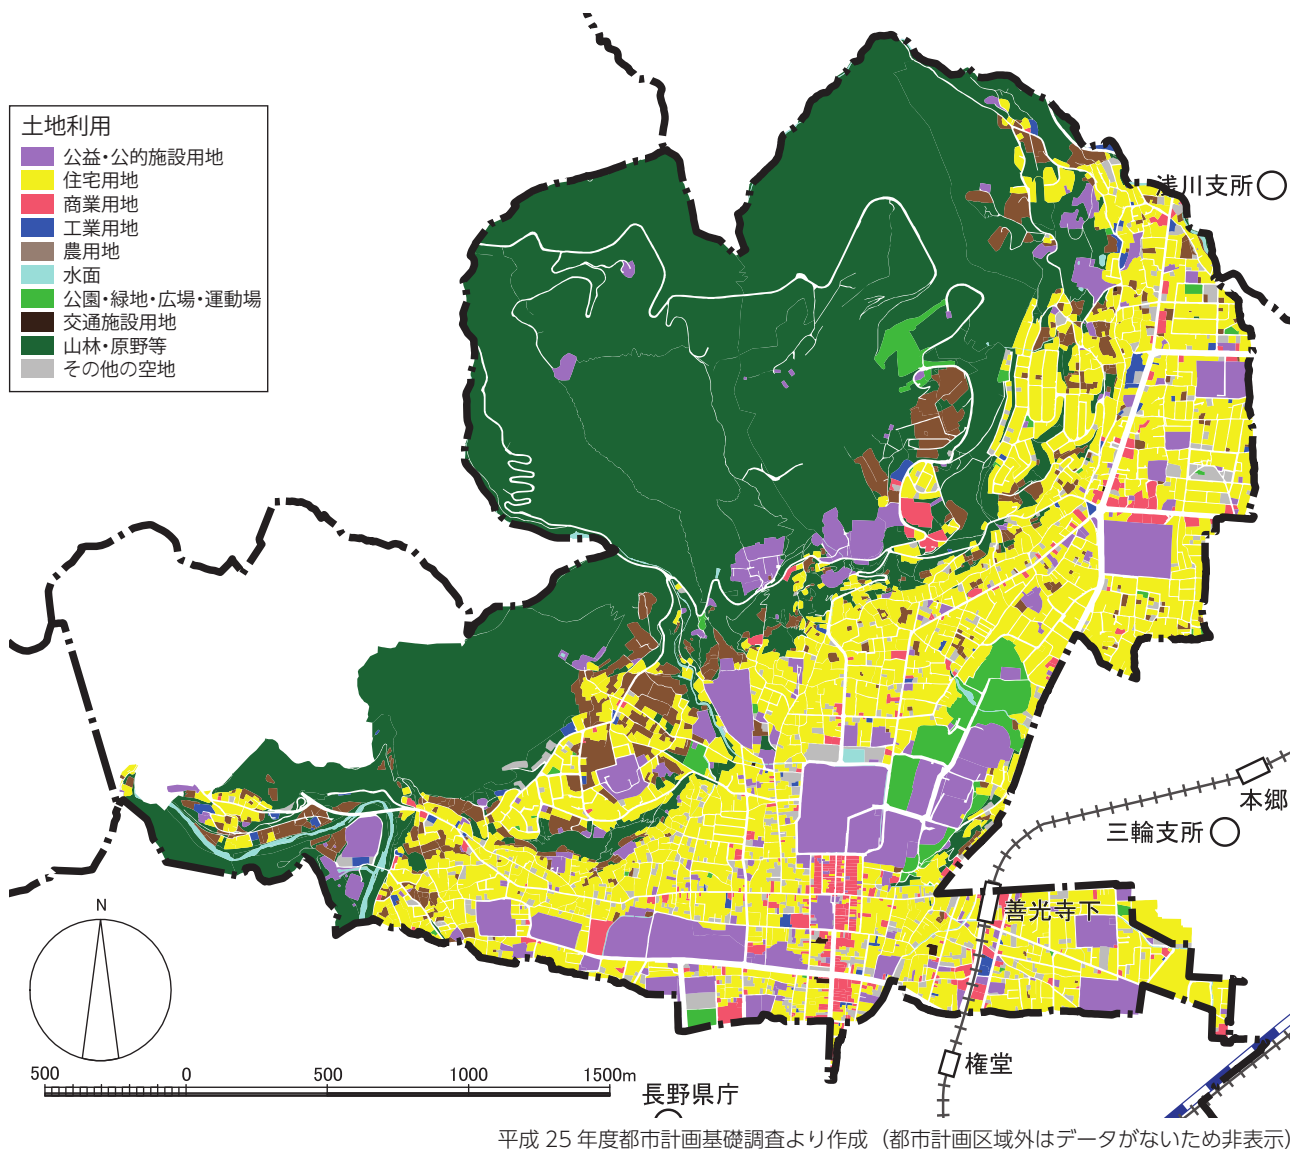 土地利用
公益・公的施設用地
住宅用地
商業用地
工業用地
農用地
水面
公園・緑地・広場・運動場
交通施設用地
山林・原野等
その他の空地
浅川支所
本郷
三輪支所
善光寺下
権堂
長野県庁
N
500 0 500 1000 1500m
平成 25 年度都市計画基礎調査より作成（都市計画区域外はデータがないため非表示）